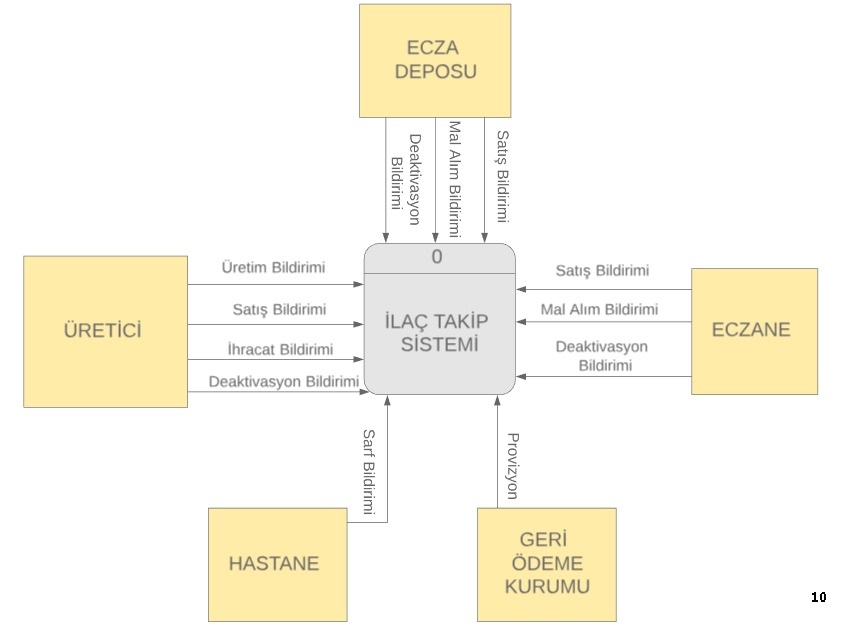 ECZA
DEPOSU
Deaktivasyon
Bildirimi
Mal Alım Bildirimi
Satış Bildirimi
0
İLAÇ TAKİP
SİSTEMİ
ÜRETİCİ
Üretim Bildirimi
Satış Bildirimi
İhracat Bildirimi
Deaktivasyon Bildirimi
Satış Bildirimi
Mal Alım Bildirimi
Deaktivasyon
Bildirimi
ECZANE
Sarf Bildirimi
Provizyon
HASTANE
GERİ
ÖDEME
KURUMU
10